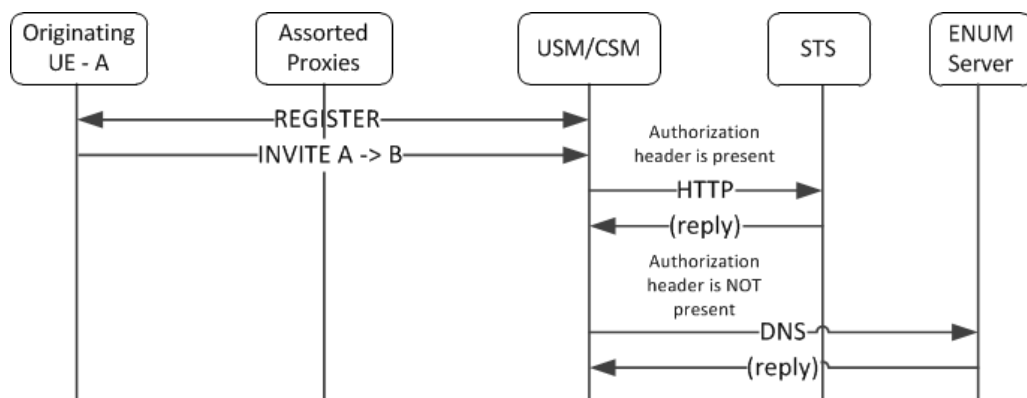 Originating
UE - A
Assorted
Proxies
USM/CSM
STS
ENUM
Server
REGISTER
INVITE A -> B
Authorization
header is present
HTTP
(reply)
Authorization
header is NOT
present
DNS
(reply)